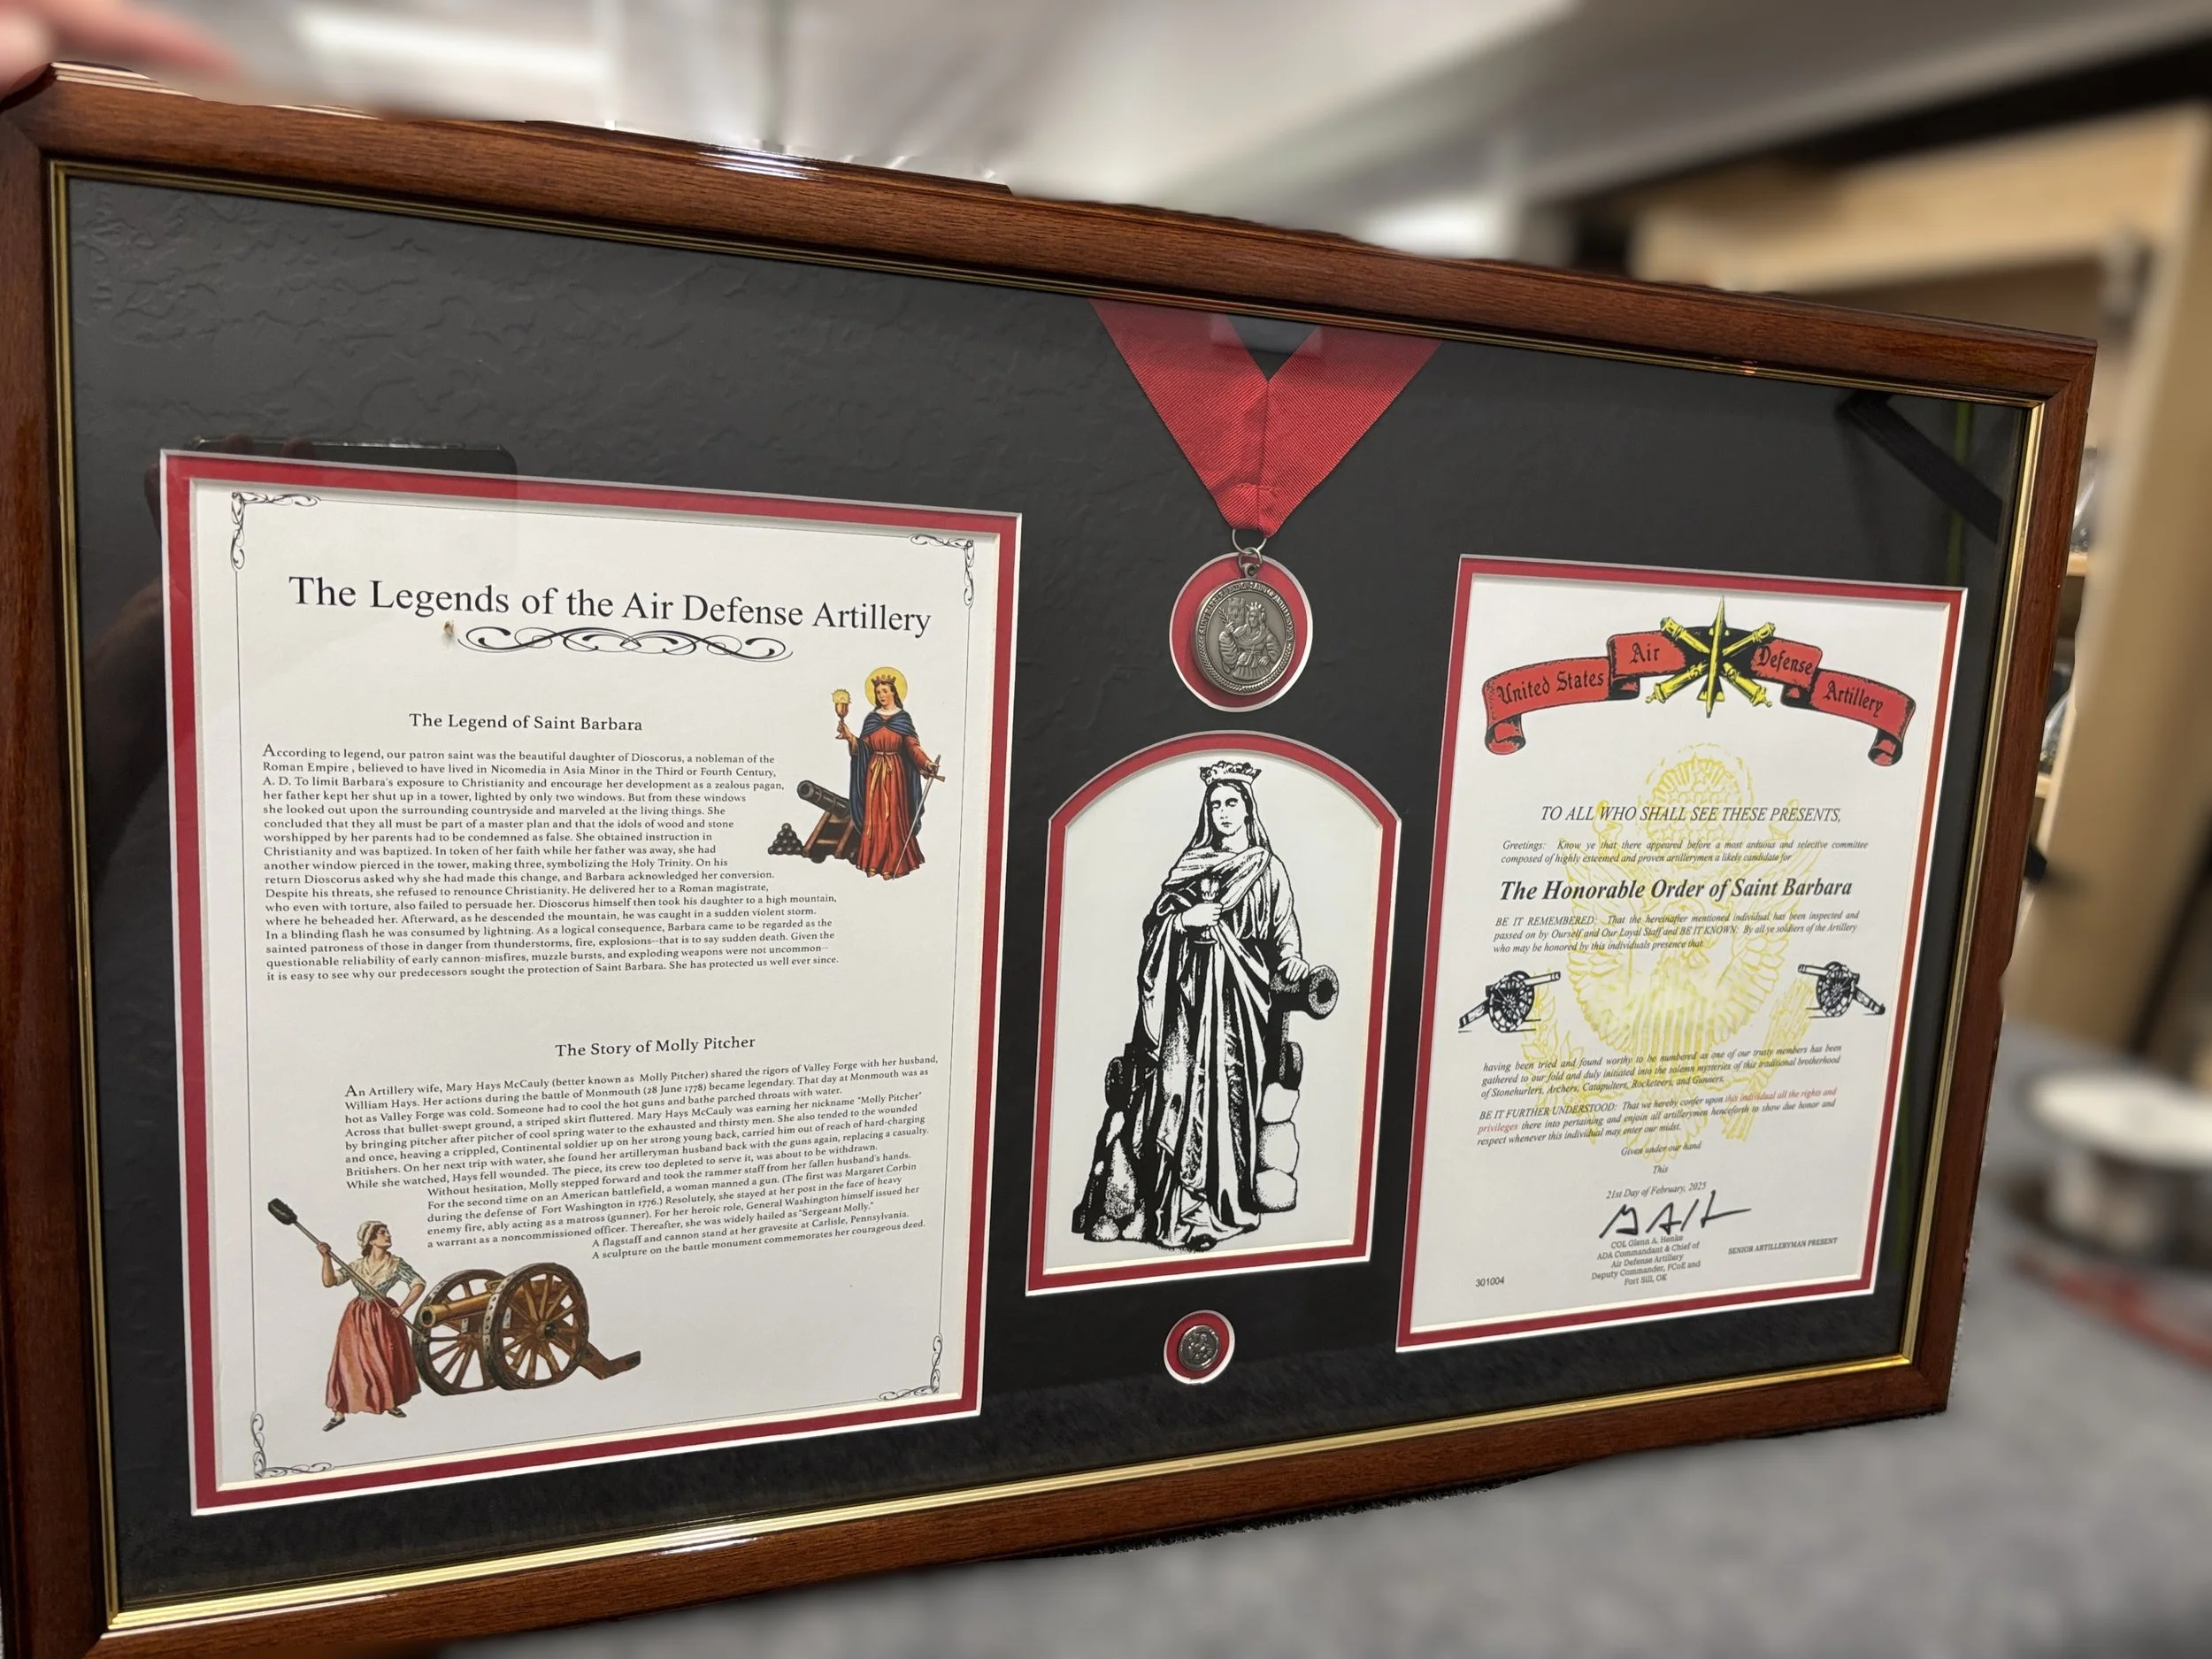 The Legends of the Air Defense Artillery
The Legend of Saint Barbara
According to legend, our patron saint was the beautiful daughter of Dioscorus, a nobleman of the
Roman Empire , believed to have lived in Nicomedia in Asia Minor in the Third or Fourth Century,
A. D. To limit Barbara's exposure to Christianity and encourage her development as a zealous pagan,
her father kept her shut up in a tower, lighted by only two windows. But from these windows
she looked out upon the surrounding countryside and marveled at the living things. She
concluded that they all must be part of a master plan and that the idols of wood and stone
worshipped by her parents had to be condemned as false. She obtained instruction in
Christianity and was baptized. In token of her faith while her father was away, she had
another window pierced in the tower, making three, symbolizing the Holy Trinity. On his
return Dioscorus asked why she had made this change, and Barbara acknowledged her conversion.
Despite his threats, she refused to renounce Christianity. He delivered her to a Roman magistrate,
who even with torture, also failed to persuade her. Dioscorus himself then took his daughter to a high mountain,
where he beheaded her. Afterward, as he descended the mountain, he was caught in a sudden violent storm.
In a blinding flash he was consumed by lightning. As a logical consequence, Barbara came to be regarded as the
sainted patroness of those in danger from thunderstorms, fire, explosions--that is to say sudden death. Given the
questionable reliability of early cannon-misfires, muzzle bursts, and exploding weapons were not uncommon--
it is easy to see why our predecessors sought the protection of Saint Barbara. She has protected us well ever since.
The Story of Molly Pitcher
An Artillery wife, Mary Hays McCauly (better known as Molly Pitcher) shared the rigors of Valley Forge with her husband,
William Hays. Her actions during the battle of Monmouth (28 June 1778) became legendary. That day at Monmouth was as
hot as Valley Forge was cold. Someone had to cool the hot guns and bathe parched throats with water.
Across that bullet-swept ground, a striped skirt fluttered. Mary Hays McCauly was earning her nickname "Molly Pitcher"
by bringing pitcher after pitcher of cool spring water to the exhausted and thirsty men. She also tended to the wounded
and once, heaving a crippled, Continental soldier up on her strong young back, carried him out of reach of hard-charging
Britishers. On her next trip with water, she found her artilleryman husband back with the guns again, replacing a casualty.
While she watched, Hays fell wounded. The piece, its crew too depleted to serve it, was about to be withdrawn.
Without hesitation, Molly stepped forward and took the rammer staff from her fallen husband's hands.
For the second time on an American battlefield, a woman manned a gun. (The first was Margaret Corbin
during the defense of Fort Washington in 1776.) Resolutely, she stayed at her post in the face of heavy
enemy fire, ably acting as a matross (gunner). For her heroic role, General Washington himself issued her
a warrant as a noncommissioned officer. Thereafter, she was widely hailed as "Sergeant Molly."
A flagstaff and cannon stand at her gravesite at Carlisle, Pennsylvania.
A sculpture on the battle monument commemorates her courageous deed.
United States Air Defense Artillery
TO ALL WHO SHALL SEE THESE PRESENTS,
Greetings: Know ye that there appeared before a most arduous and selective committee
composed of highly esteemed and proven artillerymen a likely candidate for
The Honorable Order of Saint Barbara
BE IT REMEMBERED: That the hereinafter mentioned individual has been inspected and
passed on by Ourself and Our Loyal Staff and BE IT KNOWN: By all ye soldiers of the Artillery
who may be honored by this individuals presence that
having been tried and found worthy to be numbered as one of our trusty members has been
gathered to our fold and duly initiated into the solemn mysteries of this traditional brotherhood
of Stonehurlers, Archers, Catapulters, Rocketeers, and Gunners.
BE IT FURTHER UNDERSTOOD: That we hereby confer upon this individual all the rights and
privileges there into pertaining and enjoin all artillerymen henceforth to show due honor and
respect whenever this individual may enter our midst.
Given under our hand
This
21st Day of February, 2025
COL Glenn A. Henke
ADA Commandant & Chief of
Air Defense Artillery
Deputy Commander, FCoE and
Fort Sill, OK
SENIOR ARTILLERYMAN PRESENT
301004